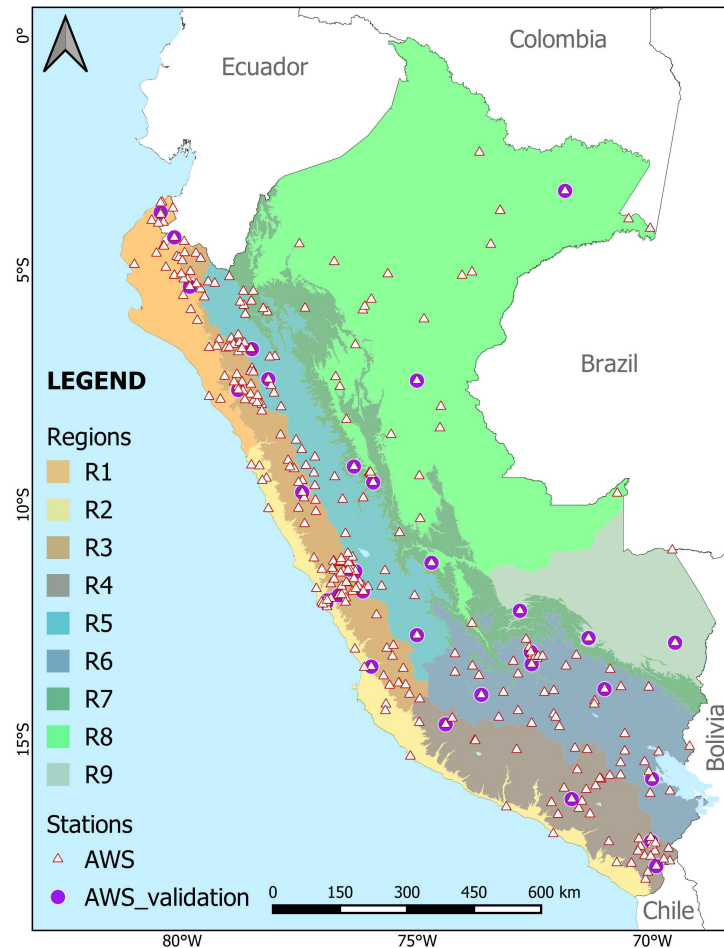 0°
Colombia
Ecuador
5°S
Brazil
LEGEND
Regions
R1
R2
10°S
R3
R4
R5
R6
R7
15°S
Bolivia
R8
R9
Stations
AWS
AWS_validation
0 150 300 450 600 km
Chile
80°W 75°W 70°W